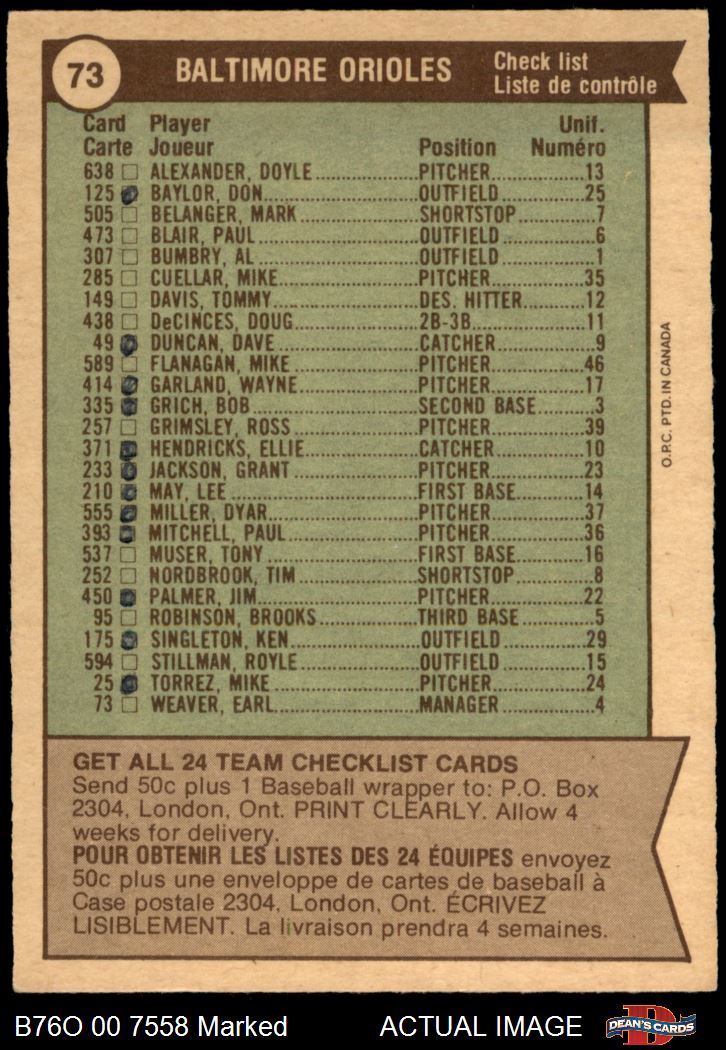 73 BALTIMORE ORIOLES Check list
Liste de contrôle
Card Player Unif.
Carte Joueur Position Numéro
638 ALEXANDER, DOYLE PITCHER 13
125 BAYLOR, DON OUTFIELD 25
505 BELANGER, MARK SHORTSTOP 7
473 BLAIR, PAUL OUTFIELD 6
307 BUMBRY, AL OUTFIELD 1
285 CUELLAR, MIKE PITCHER 35
149 DAVIS, TOMMY DES. HITTER 12
438 DeCINCES, DOUG 2B-3B 11
49 DUNCAN, DAVE CATCHER 9
589 FLANAGAN, MIKE PITCHER 46
414 GARLAND, WAYNE PITCHER 17
335 GRICH, BOB SECOND BASE 3
257 GRIMSLEY, ROSS PITCHER 39
371 HENDRICKS, ELLIE CATCHER 10
233 JACKSON, GRANT PITCHER 23
210 MAY, LEE FIRST BASE 14
555 MILLER, DYAR PITCHER 37
393 MITCHELL, PAUL PITCHER 36
537 MUSER, TONY FIRST BASE 16
252 NORDBROOK, TIM SHORTSTOP 8
450 PALMER, JIM PITCHER 22
95 ROBINSON, BROOKS THIRD BASE 5
175 SINGLETON, KEN OUTFIELD 29
594 STILLMAN, ROYLE OUTFIELD 15
25 TORREZ, MIKE PITCHER 24
73 WEAVER, EARL MANAGER 4
O.P.C. PTD. IN CANADA
GET ALL 24 TEAM CHECKLIST CARDS
Send 50c plus 1 Baseball wrapper to: P.O. Box
2304, London, Ont. PRINT CLEARLY. Allow 4
weeks for delivery.
POUR OBTENIR LES LISTES DES 24 ÉQUIPES envoyez
50c plus une enveloppe de cartes de baseball à
Case postale 2304, London, Ont. ÉCRIVEZ
LISIBLEMENT. La livraison prendra 4 semaines.
B76O 00 7558 Marked ACTUAL IMAGE DEAN'S CARDS